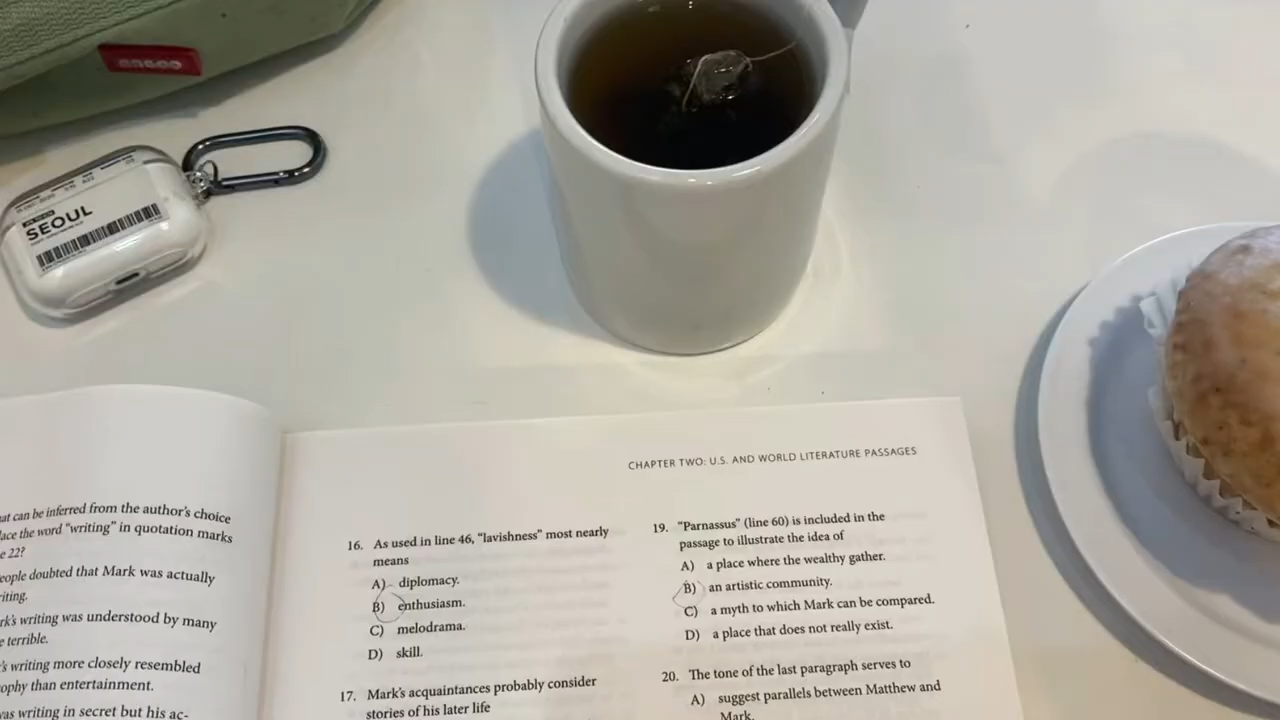 SEOUL
at can be inferred from the author's choice
lace the word "writing" in quotation marks
e 22?
eople doubted that Mark was actually
riting.
rk's writing was understood by many
e terrible.
's writing more closely resembled
ophy than entertainment.
was writing in secret but his ac-
CHAPTER TWO: U.S. AND WORLD LITERATURE PASSAGES
16. As used in line 46, "lavishness" most nearly
means
A) diplomacy.
B) enthusiasm.
C) melodrama.
D) skill.
17. Mark's acquaintances probably consider
stories of his later life
19. "Parnassus" (line 60) is included in the
passage to illustrate the idea of
A) a place where the wealthy gather.
B) an artistic community.
C) a myth to which Mark can be compared.
D) a place that does not really exist.
20. The tone of the last paragraph serves to
A) suggest parallels between Matthew and
Mark.